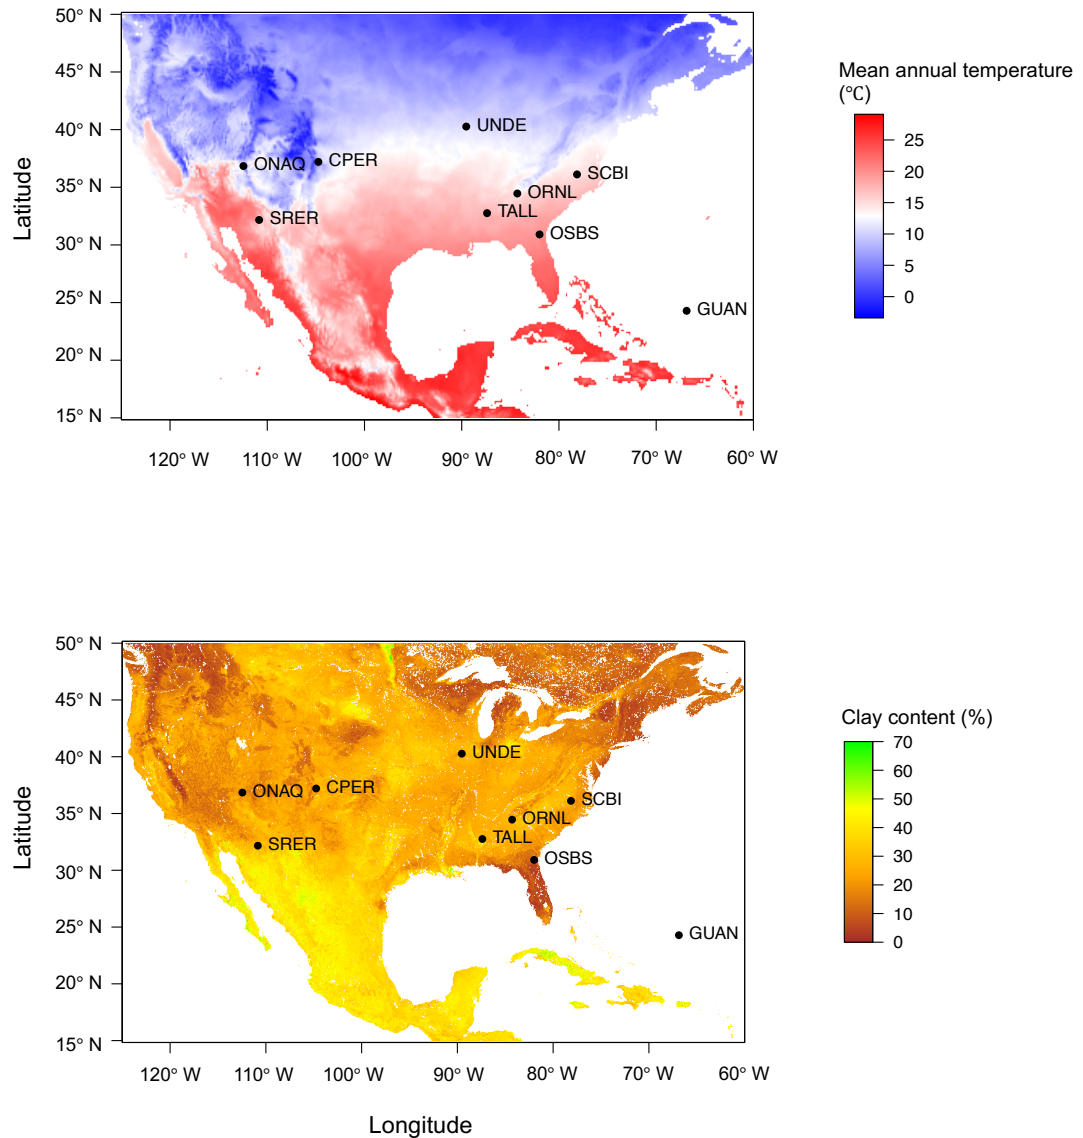 50° N
45° N
40° N
35° N
30° N
25° N
20° N
15° N
Latitude
UNDE
ONAQ
CPER
SCBI
ORNL
TALL
SRER
OSBS
GUAN
120° W
110° W
100° W
90° W
80° W
70° W
60° W
Mean annual temperature
(°C)
25
20
15
10
5
0
50° N
45° N
40° N
35° N
30° N
25° N
20° N
15° N
Latitude
UNDE
ONAQ
CPER
SCBI
ORNL
TALL
SRER
OSBS
GUAN
120° W
110° W
100° W
90° W
80° W
70° W
60° W
Longitude
Clay content (%)
70
60
50
40
30
20
10
0